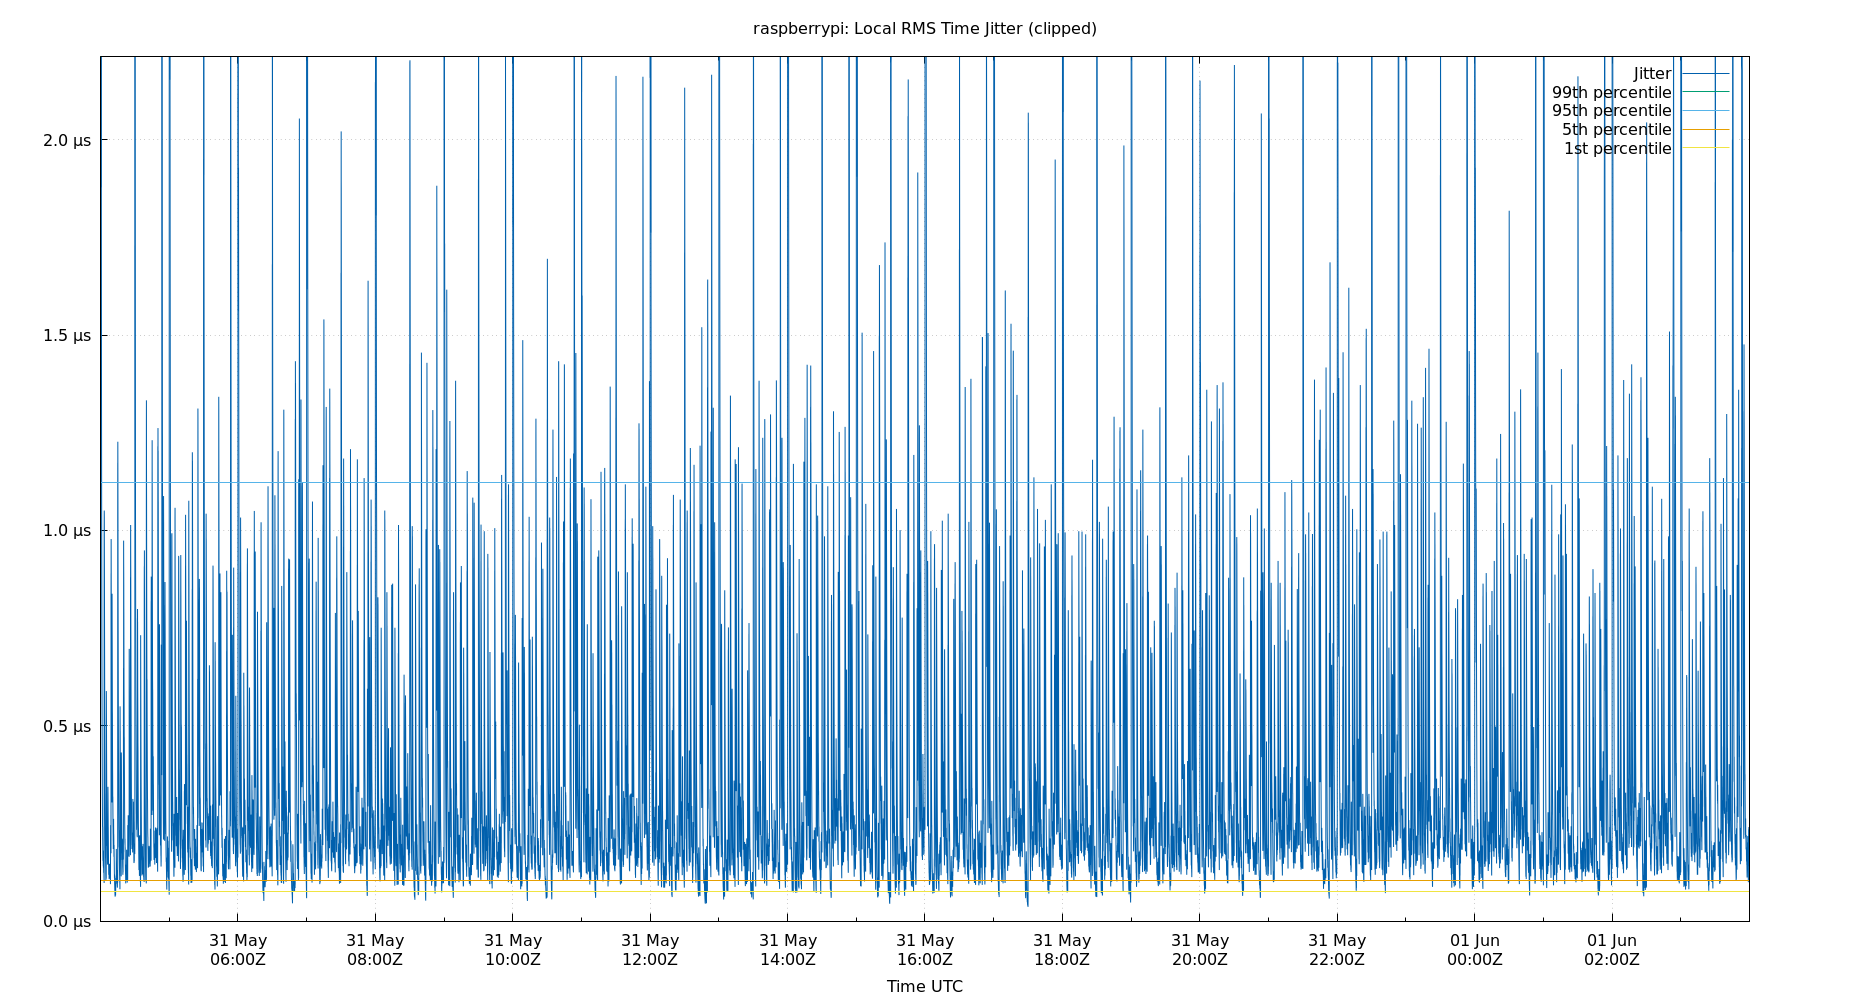 raspberrypi: Local RMS Time Jitter (clipped)
Jitter
99th percentile
95th percentile
5th percentile
1st percentile
2.0 µs
1.5 µs
1.0 µs
0.5 µs
0.0 µs
31 May 31 May 31 May 31 May 31 May 31 May 31 May 31 May 31 May 01 Jun 01 Jun
06:00Z 08:00Z 10:00Z 12:00Z 14:00Z 16:00Z 18:00Z 20:00Z 22:00Z 00:00Z 02:00Z
Time UTC